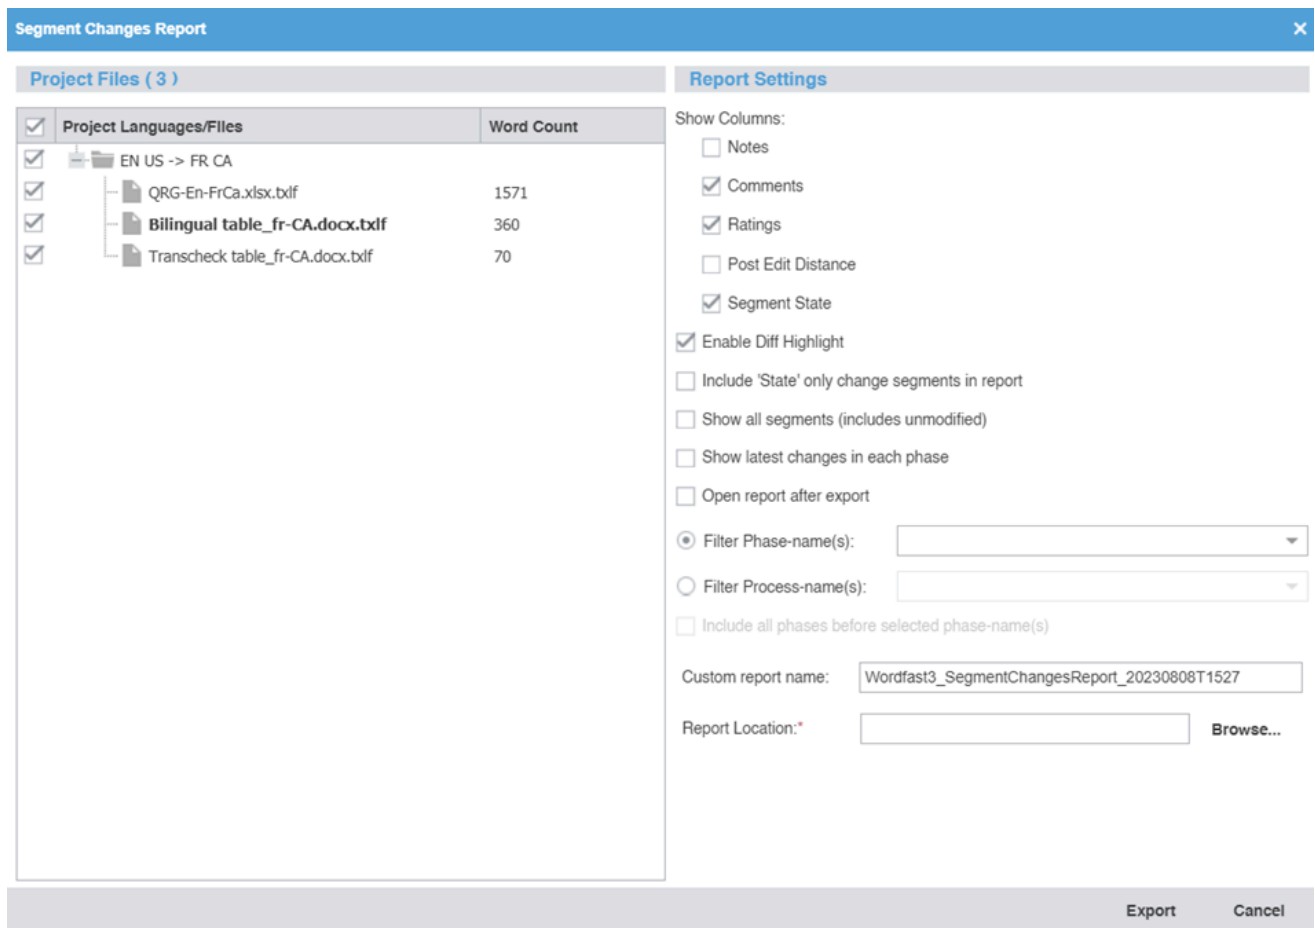 Segment Changes Report
Project Files ( 3 )
Project Languages/Files Word Count
EN US -> FR CA
QRG-En-FrCa.xlsx.txlf 1571
Bilingual table_fr-CA.docx.txlf 360
Transcheck table_fr-CA.docx.txlf 70
Report Settings
Show Columns:
Notes
Comments
Ratings
Post Edit Distance
Segment State
Enable Diff Highlight
Include 'State' only change segments in report
Show all segments (includes unmodified)
Show latest changes in each phase
Open report after export
Filter Phase-name(s):
Filter Process-name(s):
Include all phases before selected phase-name(s)
Custom report name: Wordfast3_SegmentChangesReport_20230808T1527
Report Location:* Browse...
Export Cancel